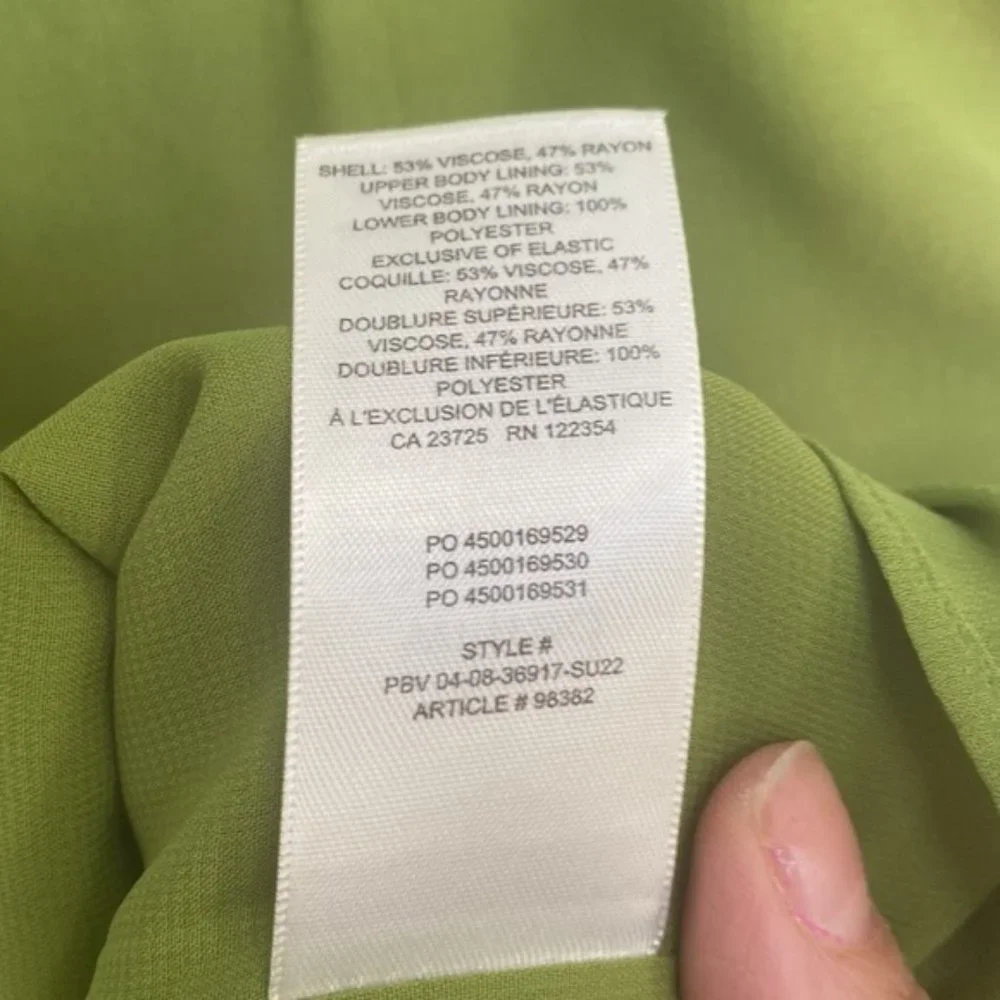 SHELL: 53% VISCOSE, 47% RAYON
UPPER BODY LINING: 53%
VISCOSE, 47% RAYON
LOWER BODY LINING: 100%
POLYESTER
EXCLUSIVE OF ELASTIC
COQUILLE: 53% VISCOSE, 47%
RAYONNE
DOUBLURE SUPÉRIEURE: 53%
VISCOSE, 47% RAYONNE
DOUBLURE INFÉRIEURE: 100%
POLYESTER
À L'EXCLUSION DE L'ÉLASTIQUE
CA 23725 RN 122354
PO 4500169529
PO 4500169530
PO 4500169531
STYLE #
PBV 04-08-36917-SU22
ARTICLE # 98382